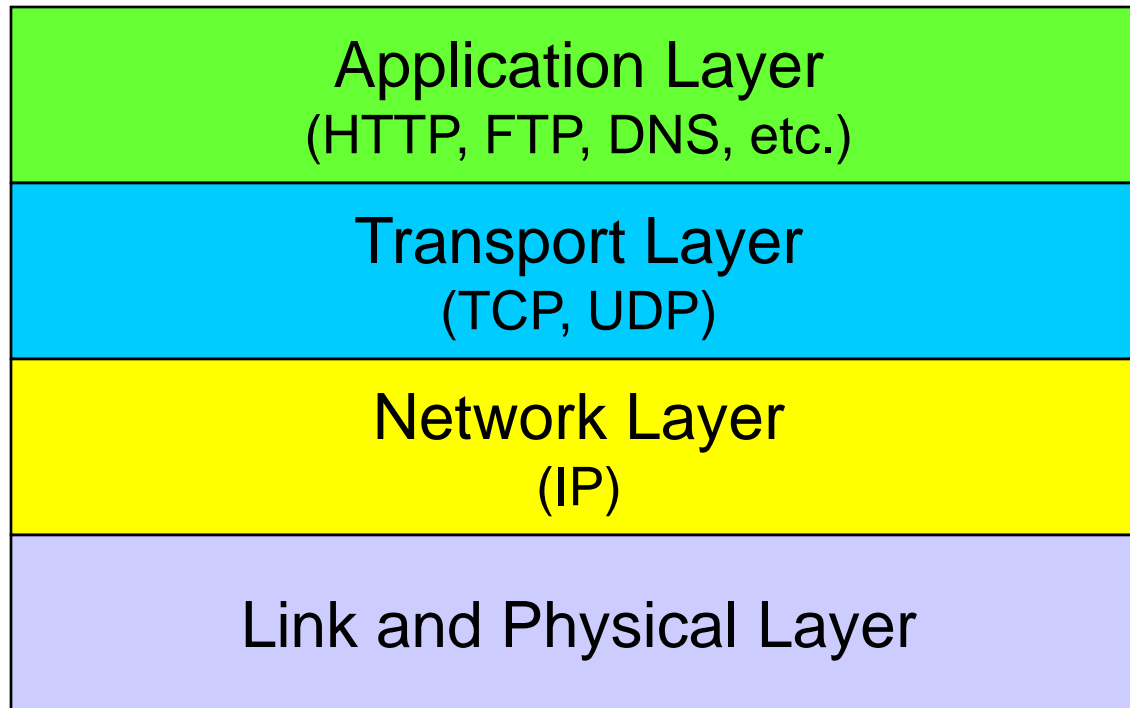 Application Layer
(HTTP, FTP, DNS, etc.)
Transport Layer
(TCP, UDP)
Network Layer
(IP)
Link and Physical Layer